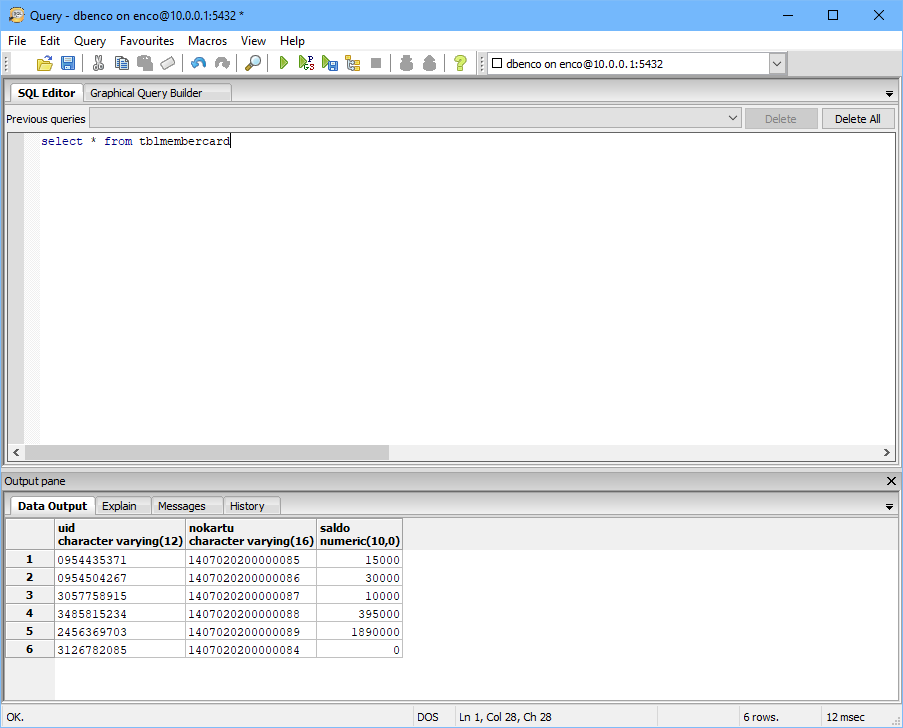 Query - dbenco on enco@10.0.0.1:5432 *
File Edit Query Favourites Macros View Help
dbenco on enco@10.0.0.1:5432
SQL Editor Graphical Query Builder
Previous queries Delete Delete All
select * from tblmembercard
Output pane
Data Output Explain Messages History
uid nokartu saldo
character varying(12) character varying(16) numeric(10,0)
1 0954435371 1407020200000085 15000
2 0954504267 1407020200000086 30000
3 3057758915 1407020200000087 10000
4 3485815234 1407020200000088 395000
5 2456369703 1407020200000089 1890000
6 3126782085 1407020200000084 0
OK. DOS Ln 1, Col 28, Ch 28 6 rows. 12 msec